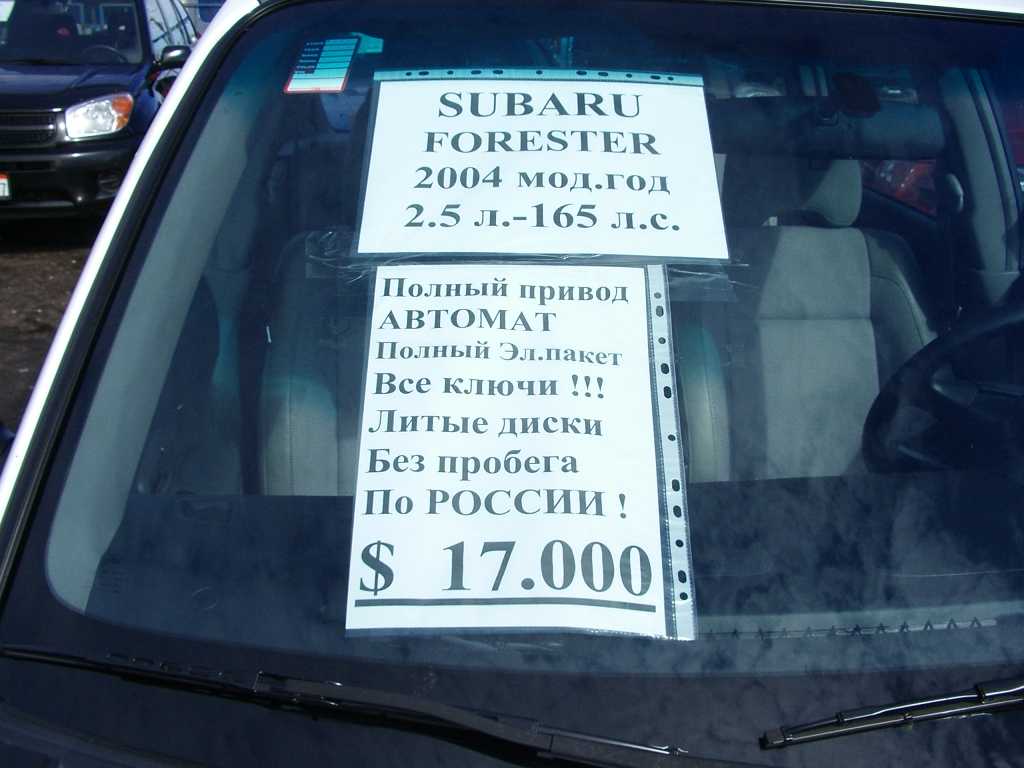 SUBARU
FORESTER
2004 мод.год
2.5 л.-165 л.с.
Полный привод
АВТОМАТ
Полный Эл.пакет
Все ключи !!!
Литые диски
Без пробега
По РОССИИ !
$ 17.000